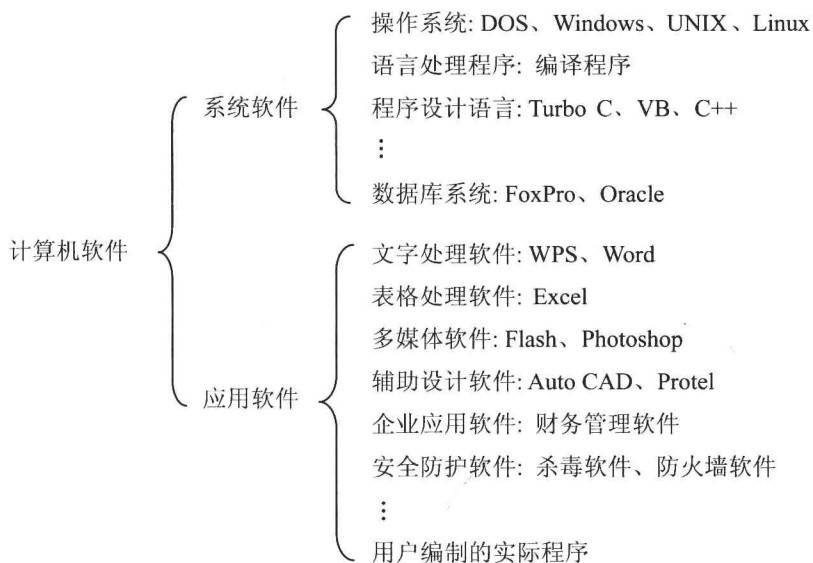 操作系统: DOS、Windows、UNIX、Linux
语言处理程序: 编译程序
系统软件
程序设计语言: Turbo C、VB、C++
⋮
数据库系统: FoxPro、Oracle
计算机软件
文字处理软件: WPS、Word
表格处理软件: Excel
多媒体软件: Flash、Photoshop
辅助设计软件: Auto CAD、Protel
应用软件
企业应用软件: 财务管理软件
安全防护软件: 杀毒软件、防火墙软件
⋮
用户编制的实际程序